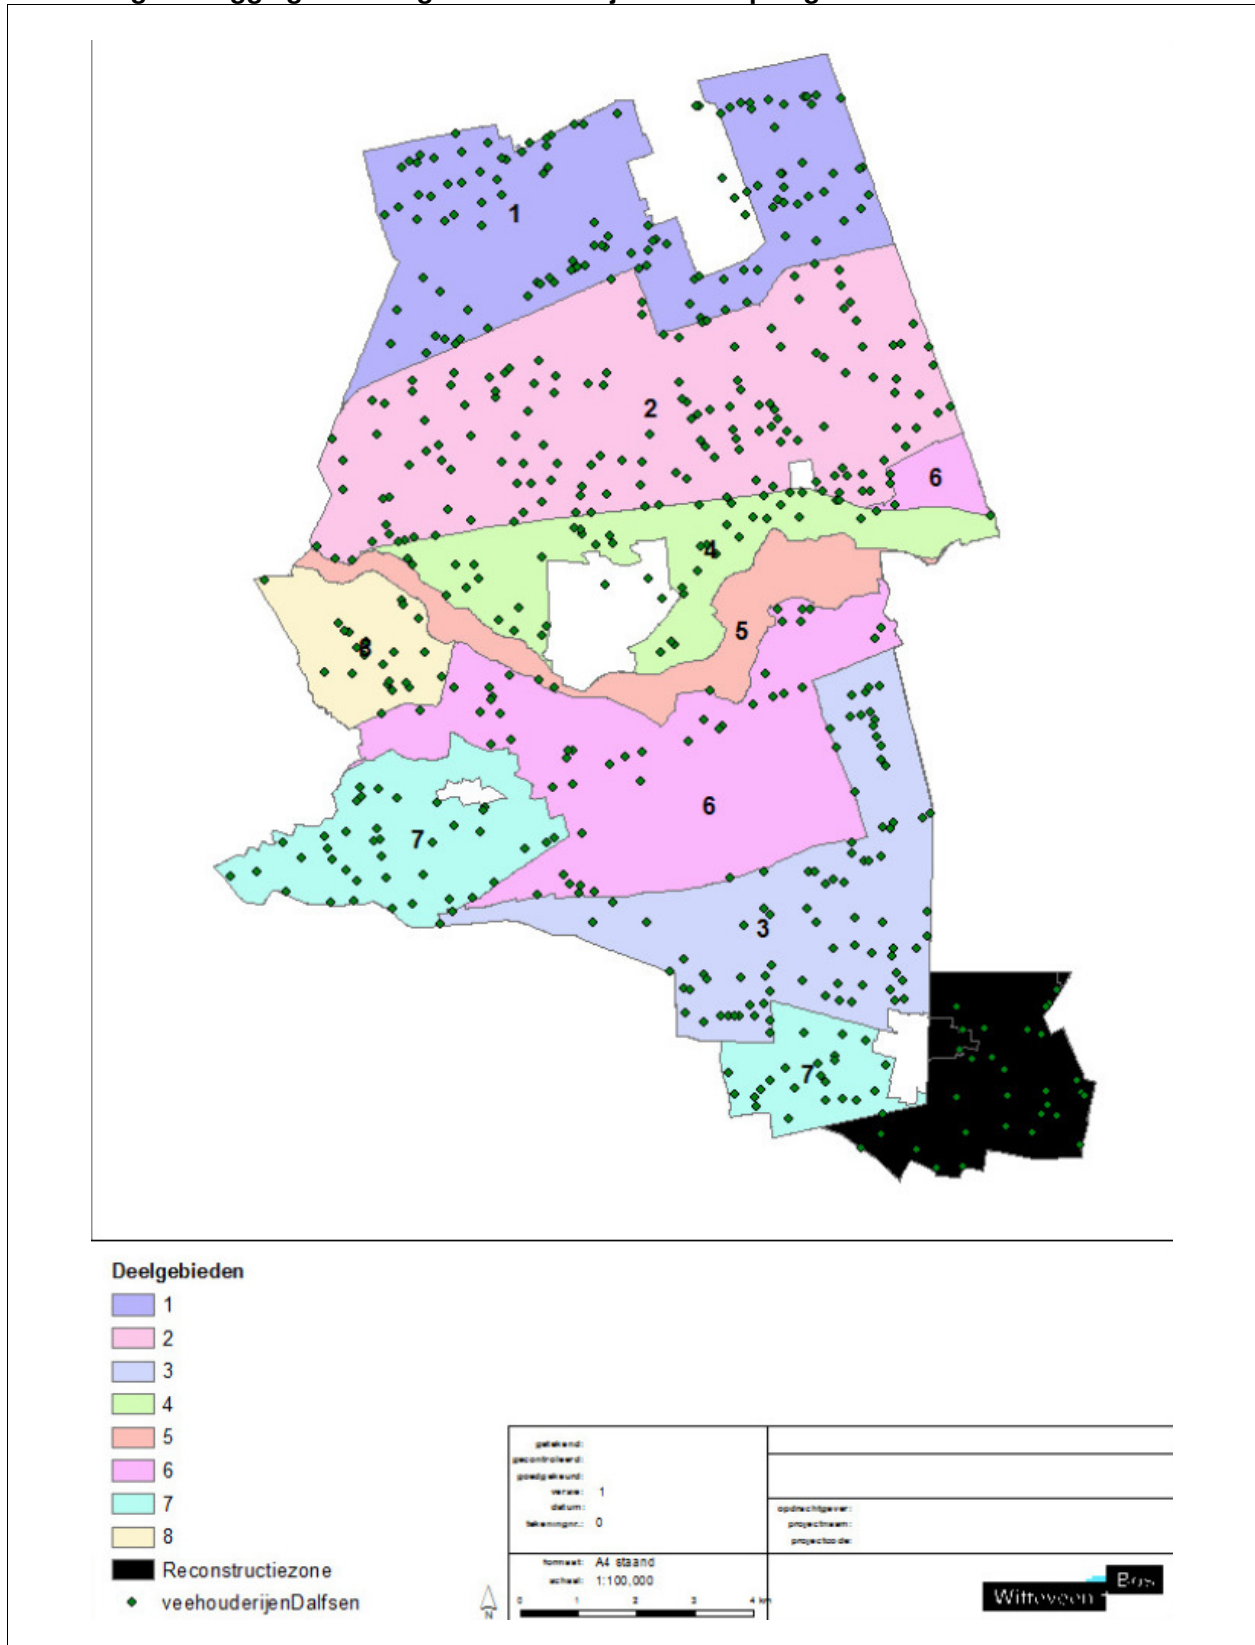 1
2
6
4
5
8
6
7
3
7
Deelgebieden
1
2
3
4
5
6
7
8
Reconstructiezone
veehouderijenDalfsen
getekend:
gecontroleerd:
goedgekeurd:
versie: 1
datum:
tekeningnr.: 0
formaat: A4 staand
schaal: 1:100,000
0 1 2 3 4 km
N
opdrachtgever:
projectnaam:
projectcode:
Witteveen +
Bos